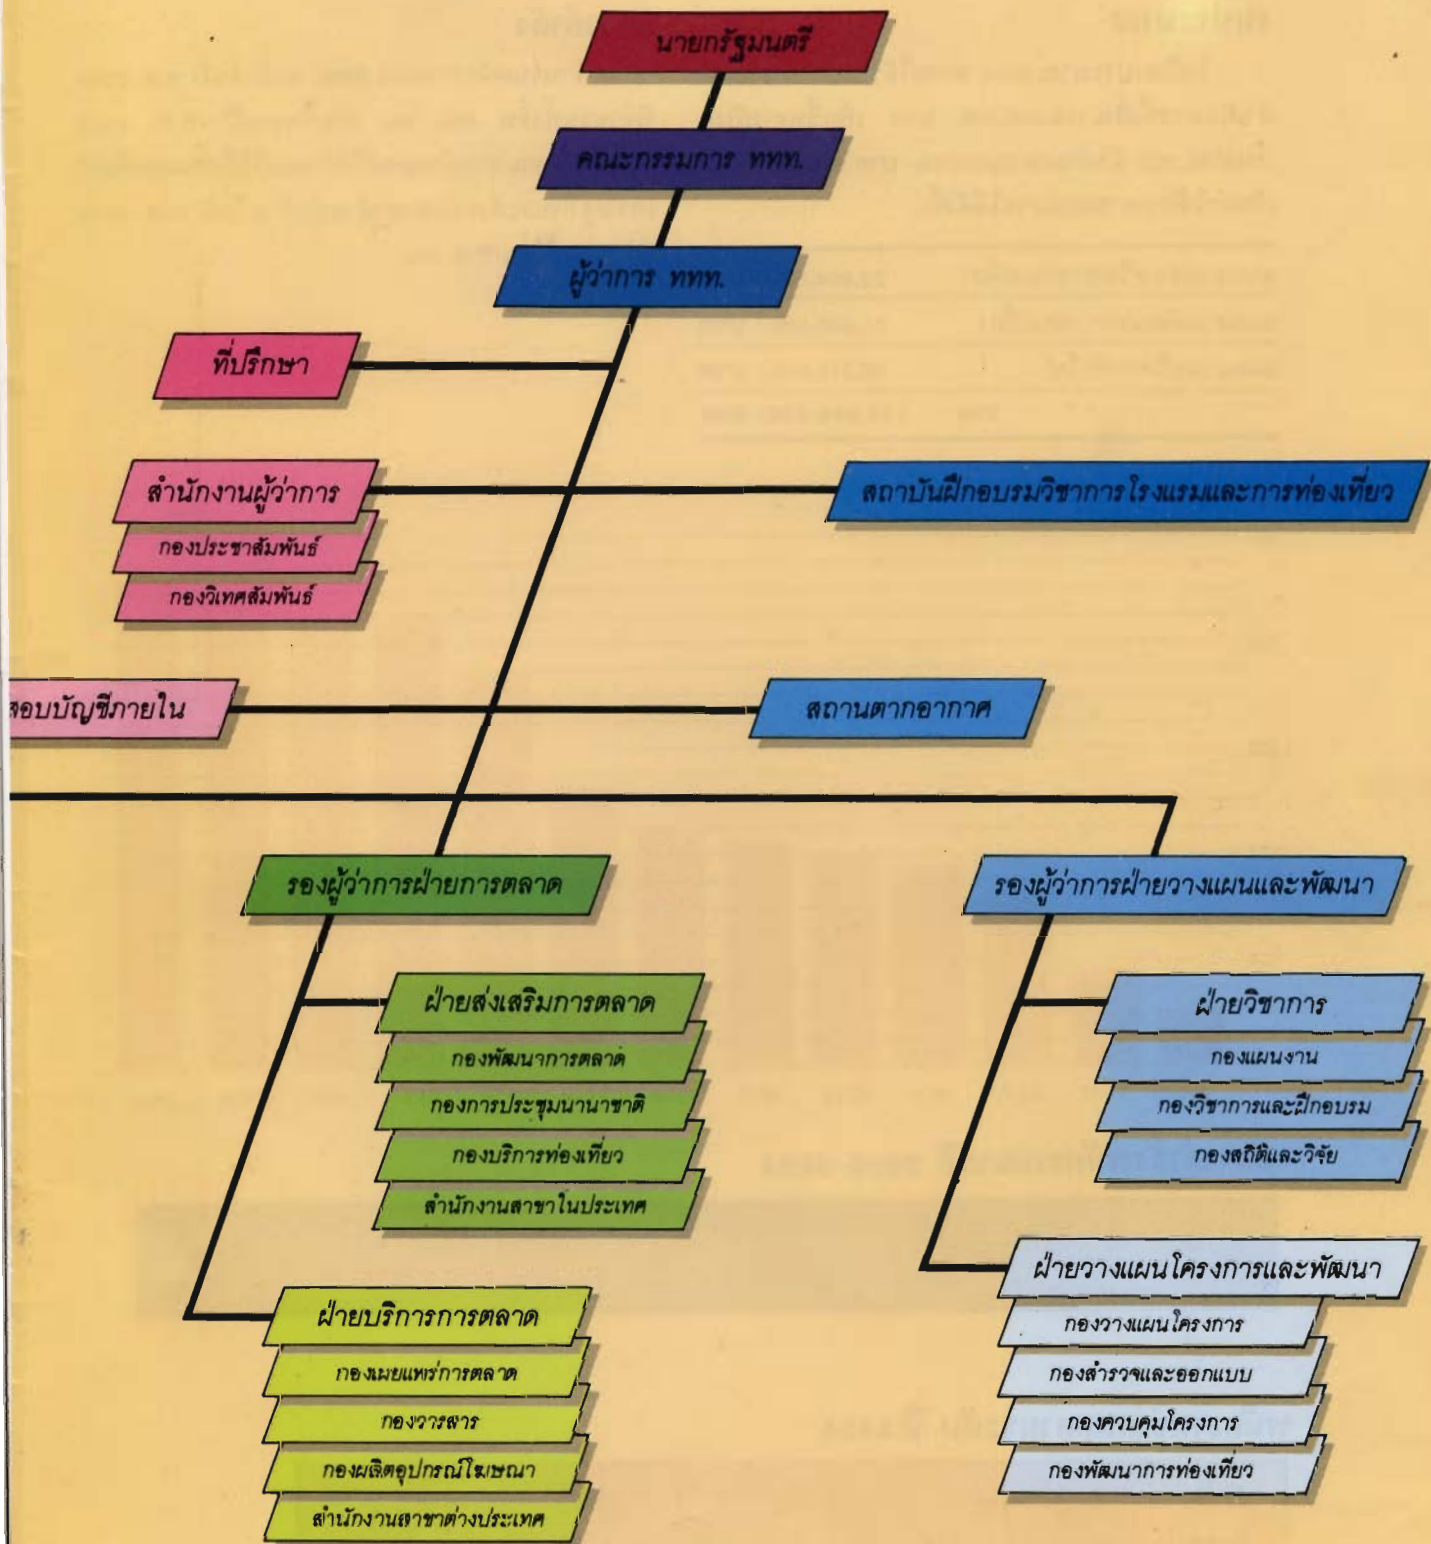 นายกรัฐมนตรี
คณะกรรมการ ททท.
ผู้ว่าการ ททท.
ที่ปรึกษา
สำนักงานผู้ว่าการ
กองประชาสัมพันธ์
กองวิเทศสัมพันธ์
สถาบันฝึกอบรมวิชาการโรงแรมและการท่องเที่ยว
สอบบัญชีภายใน
สถานตากอากาศ
รองผู้ว่าการฝ่ายการตลาด
ฝ่ายส่งเสริมการตลาด
กองพัฒนาการตลาด
กองการประชุมนานาชาติ
กองบริการท่องเที่ยว
สำนักงานสาขาในประเทศ
ฝ่ายบริการการตลาด
กองเผยแพร่การตลาด
กองวารสาร
กองผลิตอุปกรณ์โฆษณา
สำนักงานสาขาต่างประเทศ
รองผู้ว่าการฝ่ายวางแผนและพัฒนา
ฝ่ายวิชาการ
กองแผนงาน
กองวิชาการและฝึกอบรม
กองสถิติและวิจัย
ฝ่ายวางแผนโครงการและพัฒนา
กองวางแผนโครงการ
กองสำรวจและออกแบบ
กองควบคุมโครงการ
กองพัฒนาการท่องเที่ยว